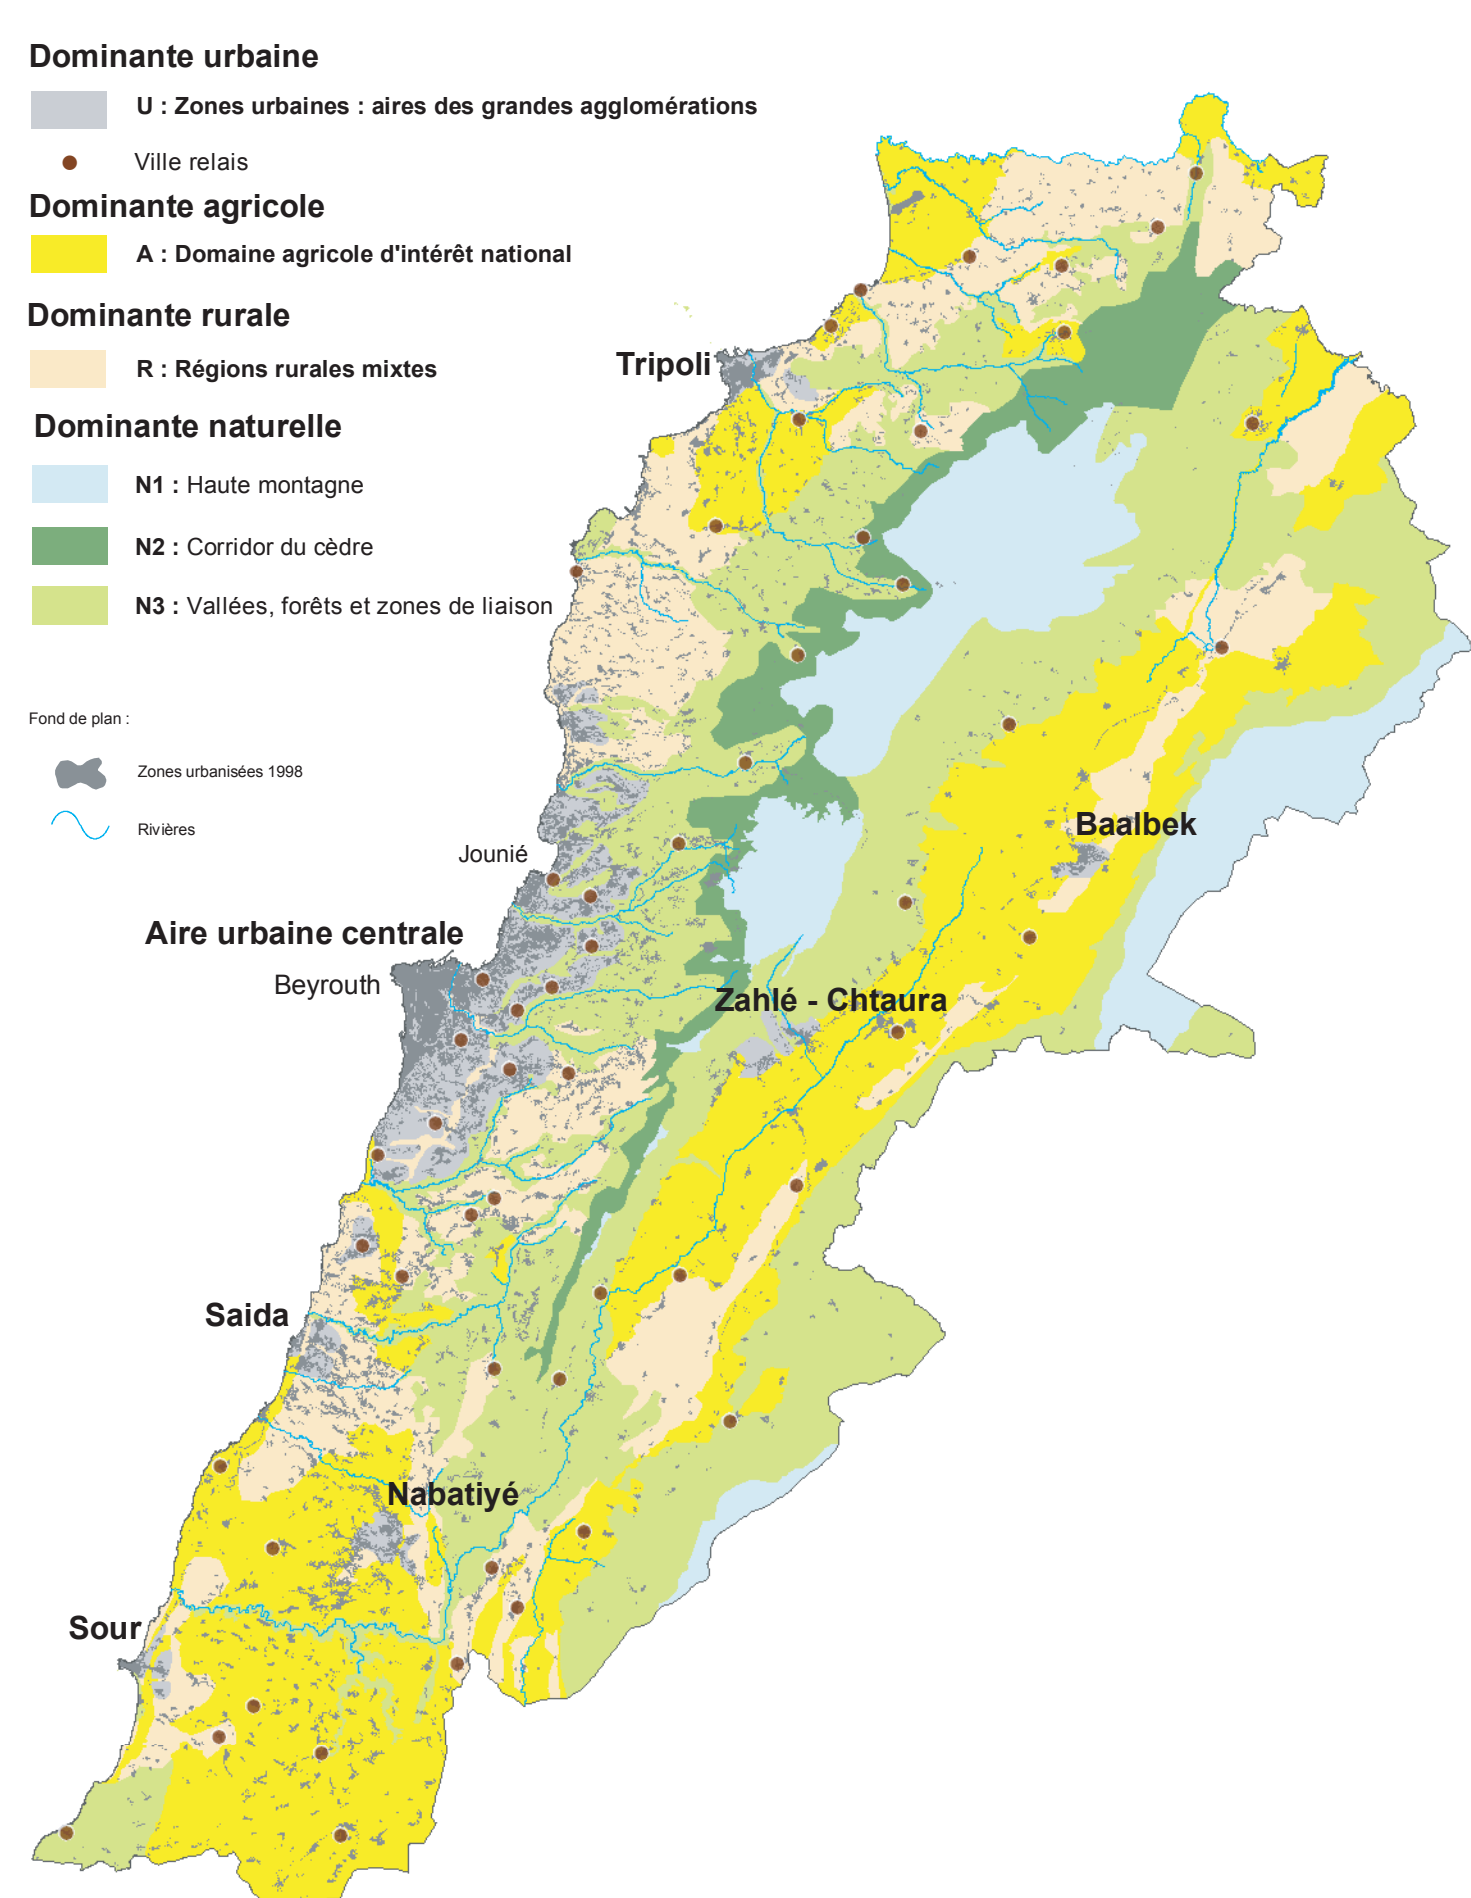 Dominante urbaine
U : Zones urbaines : aires des grandes agglomérations
Ville relais
Dominante agricole
A : Domaine agricole d'intérêt national
Dominante rurale
R : Régions rurales mixtes
Dominante naturelle
N1 : Haute montagne
N2 : Corridor du cèdre
N3 : Vallées, forêts et zones de liaison
Fond de plan :
Zones urbanisées 1998
Rivières
Tripoli
Baalbek
Jounié
Aire urbaine centrale
Beyrouth
Zahlé - Chtaura
Saida
Nabatiyé
Sour